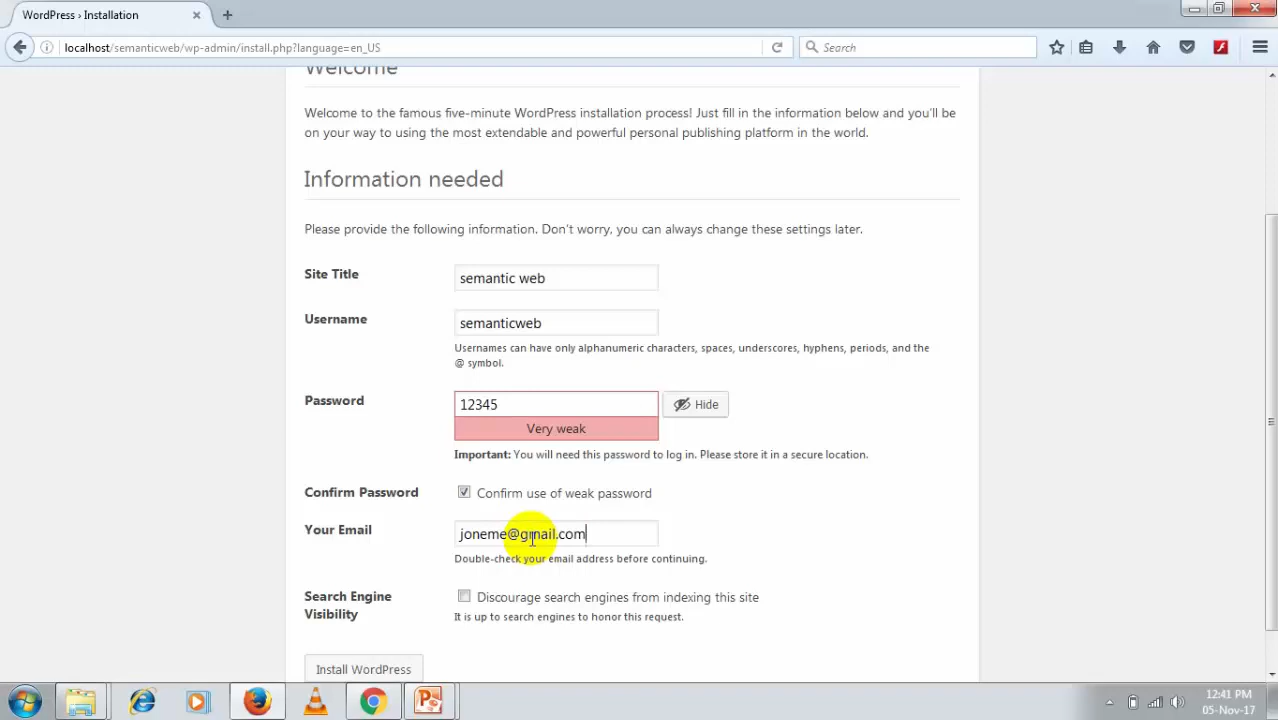 WordPress › Installation
localhost/semanticweb/wp-admin/install.php?language=en_US
Search
Welcome
Welcome to the famous five-minute WordPress installation process! Just fill in the information below and you'll be
on your way to using the most extendable and powerful personal publishing platform in the world.
Information needed
Please provide the following information. Don't worry, you can always change these settings later.
Site Title
semantic web
Username
semanticweb
Usernames can have only alphanumeric characters, spaces, underscores, hyphens, periods, and the
@ symbol.
Password
12345
Hide
Very weak
Important: You will need this password to log in. Please store it in a secure location.
Confirm Password
Confirm use of weak password
Your Email
joneme@gmail.com
Double-check your email address before continuing.
Search Engine
Visibility
Discourage search engines from indexing this site
It is up to search engines to honor this request.
Install WordPress
12:41 PM
05-Nov-17